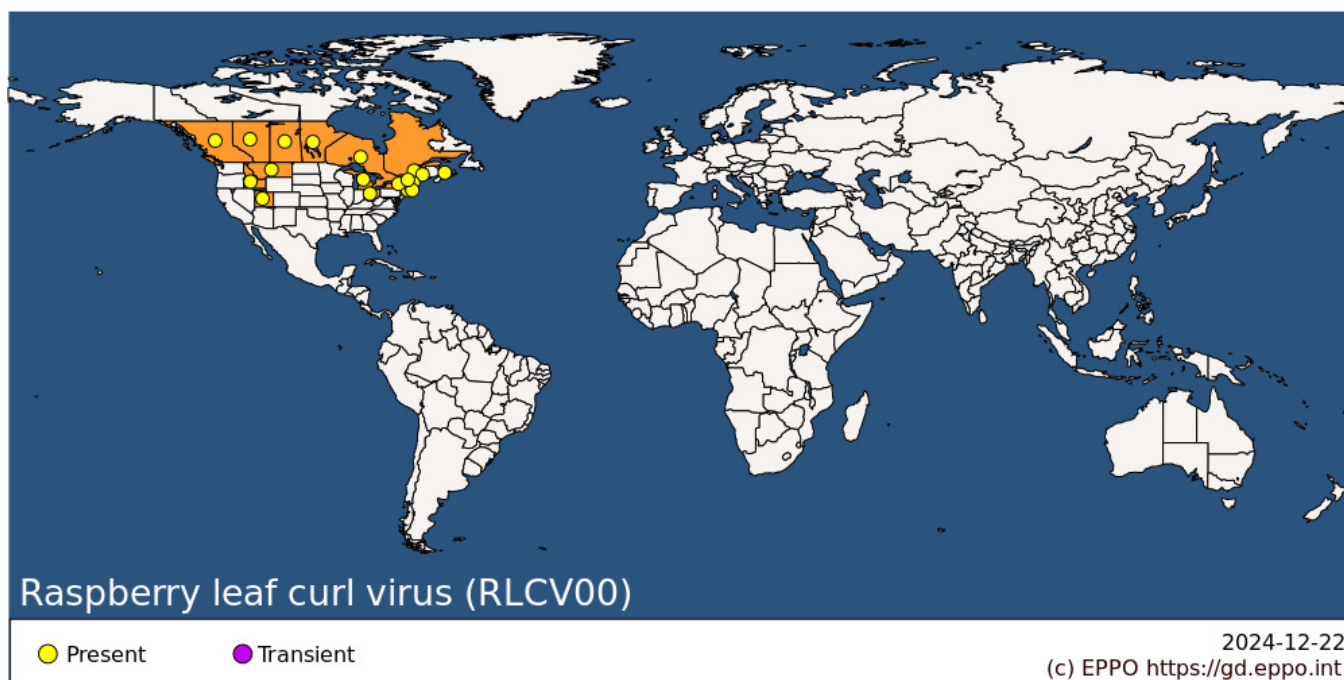 Raspberry leaf curl virus (RLCV00)
Present
Transient
2024-12-22
(c) EPPO https://gd.eppo.int